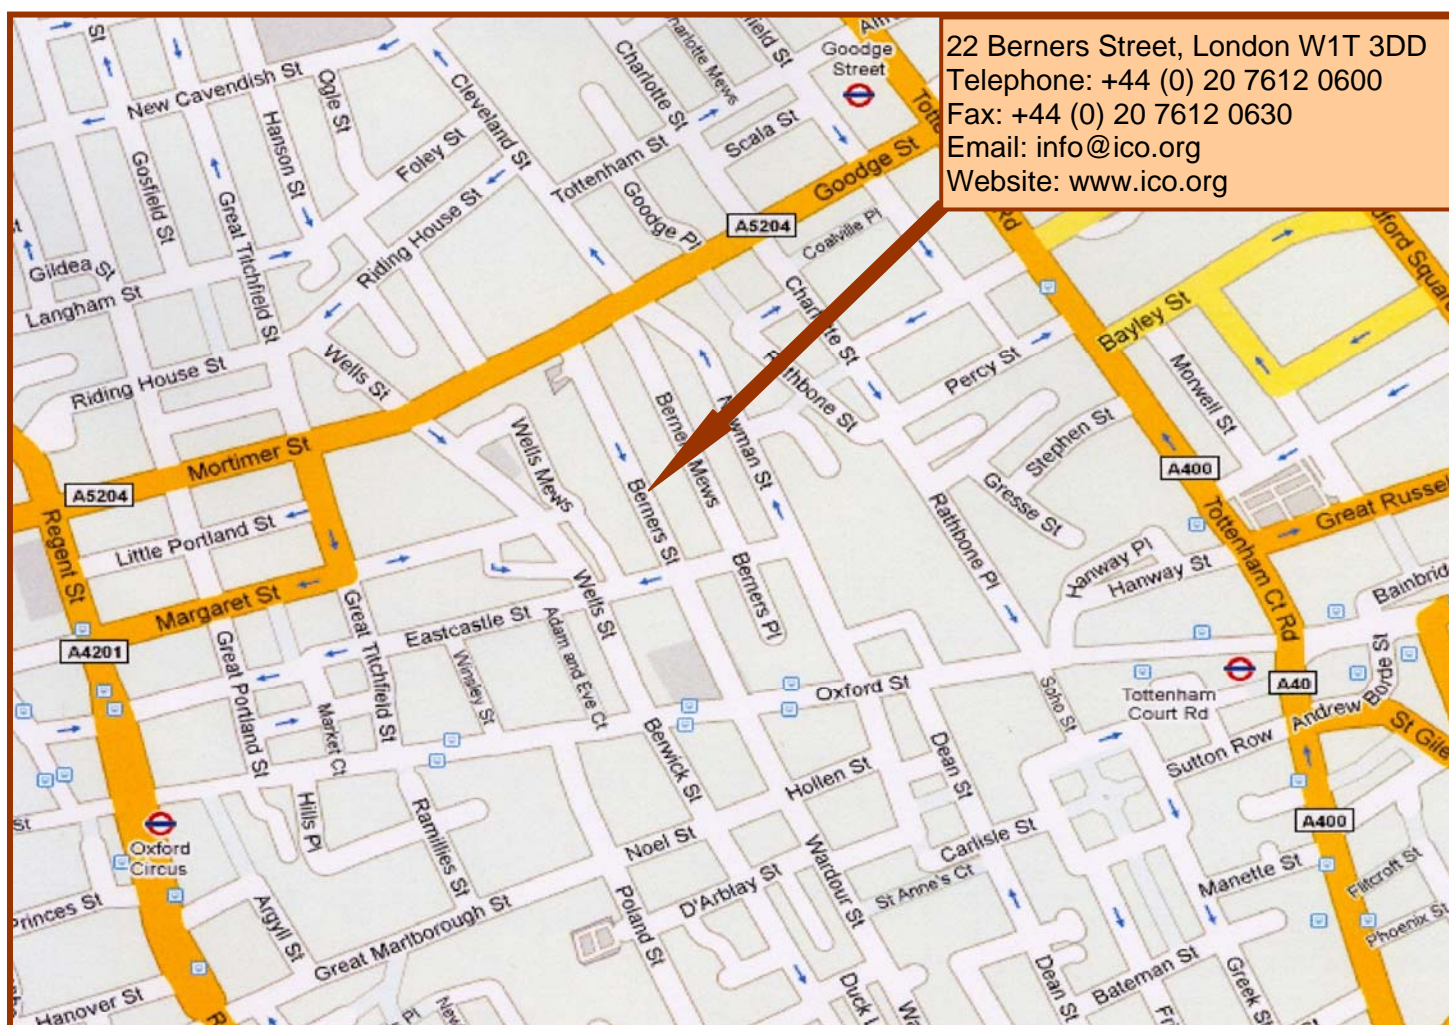 22 Berners Street, London W1T 3DD
Telephone: +44 (0) 20 7612 0600
Fax: +44 (0) 20 7612 0630
Email: info@ico.org
Website: www.ico.org
Goodge
Street
New Cavendish St
Ogle St
Cleveland St
Charlotte St
Charlotte Mews
Scala St
Hanson St
Foley St
Gosfield St
Great Titchfield St
Tottenham St
Goodge St
Goodge Pl
Riding House St
A5204
Coalville Pl
Rd
Gildea St
Langham St
Charlotte St
Bayley St
Riding House St
Wells St
Rathbone St
Percy St
Morwell St
Berners Mews
Newman St
Stephen St
Mortimer St
Wells Mews
A400
A5204
Berners St
Gresse St
Great Russel
Regent St
Little Portland St
Rathbone Pl
Tottenham Ct Rd
Hanway Pl
Hanway St
Margaret St
Great Titchfield St
Eastcastle St
Wells St
Berners Pl
Bainbridg
A4201
Great Portland St
Winsley St
Adam and Eve Ct
Oxford St
Soho St
Tottenham
Court Rd
A40
Andrew Borde St
St Gile
Market Ct
Berwick St
Dean St
Sutton Row
Hollen St
Hills Pl
Ramillies St
Noel St
Carlisle St
A400
Oxford
Circus
Wardour St
Manette St
Flitcroft St
Princes St
Argyll St
D'Arblay St
St Anne's Ct
Phoenix St
Great Marlborough St
Poland St
Dean St
Bateman St
Greek St
Hanover St
Duck L